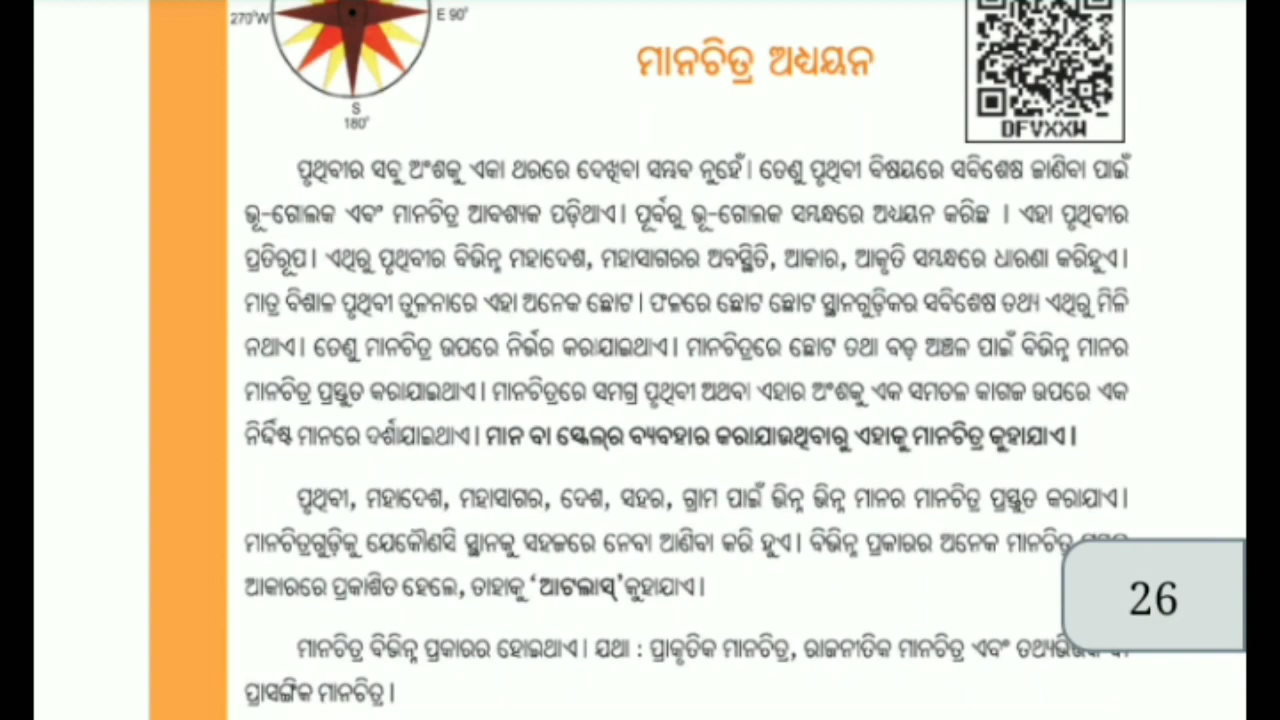 270°W
E 90°
S
180°
ମାନଚିତ୍ର ଅଧ୍ୟୟନ
DFVXXW
ପୃଥିବୀର ସବୁ ଅଂଶକୁ ଏକା ଥରରେ ଦେଖିବା ସମ୍ଭବ ନୁହେଁ। ତେଣୁ ପୃଥିବୀ ବିଷୟରେ ସବିଶେଷ ଜାଣିବା ପାଇଁ
ଭୂ-ଗୋଲକ ଏବଂ ମାନଚିତ୍ର ଆବଶ୍ୟକ ପଡ଼ିଥାଏ। ପୂର୍ବରୁ ଭୂ-ଗୋଲକ ସମ୍ବନ୍ଧରେ ଅଧ୍ୟୟନ କରିଛ । ଏହା ପୃଥିବୀର
ପ୍ରତିରୂପ। ଏଥିରୁ ପୃଥିବୀର ବିଭିନ୍ନ ମହାଦେଶ, ମହାସାଗରର ଅବସ୍ଥିତି, ଆକାର, ଆକୃତି ସମ୍ବନ୍ଧରେ ଧାରଣା କରିହୁଏ।
ମାତ୍ର ବିଶାଳ ପୃଥିବୀ ତୁଳନାରେ ଏହା ଅନେକ ଛୋଟ। ଫଳରେ ଛୋଟ ଛୋଟ ସ୍ଥାନଗୁଡ଼ିକର ସବିଶେଷ ତଥ୍ୟ ଏଥିରୁ ମିଳି
ନଥାଏ। ତେଣୁ ମାନଚିତ୍ର ଉପରେ ନିର୍ଭର କରାଯାଇଥାଏ। ମାନଚିତ୍ରରେ ଛୋଟ ତଥା ବଡ଼ ଅଞ୍ଚଳ ପାଇଁ ବିଭିନ୍ନ ମାନର
ମାନଚିତ୍ର ପ୍ରସ୍ତୁତ କରାଯାଇଥାଏ। ମାନଚିତ୍ରରେ ସମଗ୍ର ପୃଥିବୀ ଅଥବା ଏହାର ଅଂଶକୁ ଏକ ସମତଳ କାଗଜ ଉପରେ ଏକ
ନିର୍ଦ୍ଦିଷ୍ଟ ମାନରେ ଦର୍ଶାଯାଇଥାଏ। ମାନ ବା ସ୍କେଲ୍‌ର ବ୍ୟବହାର କରାଯାଉଥିବାରୁ ଏହାକୁ ମାନଚିତ୍ର କୁହାଯାଏ।
ପୃଥିବୀ, ମହାଦେଶ, ମହାସାଗର, ଦେଶ, ସହର, ଗ୍ରାମ ପାଇଁ ଭିନ୍ନ ଭିନ୍ନ ମାନର ମାନଚିତ୍ର ପ୍ରସ୍ତୁତ କରାଯାଏ।
ମାନଚିତ୍ରଗୁଡ଼ିକୁ ଯେକୌଣସି ସ୍ଥାନକୁ ସହଜରେ ନେବା ଆଣିବା କରି ହୁଏ। ବିଭିନ୍ନ ପ୍ରକାରର ଅନେକ ମାନଚିତ୍ର
ଆକାରରେ ପ୍ରକାଶିତ ହେଲେ, ତାହାକୁ ‘ଆଟଲାସ୍’କୁହାଯାଏ।
26
ମାନଚିତ୍ର ବିଭିନ୍ନ ପ୍ରକାରର ହୋଇଥାଏ। ଯଥା : ପ୍ରାକୃତିକ ମାନଚିତ୍ର, ରାଜନୀତିକ ମାନଚିତ୍ର ଏବଂ
ପ୍ରାସଙ୍ଗିକ ମାନଚିତ୍ର।